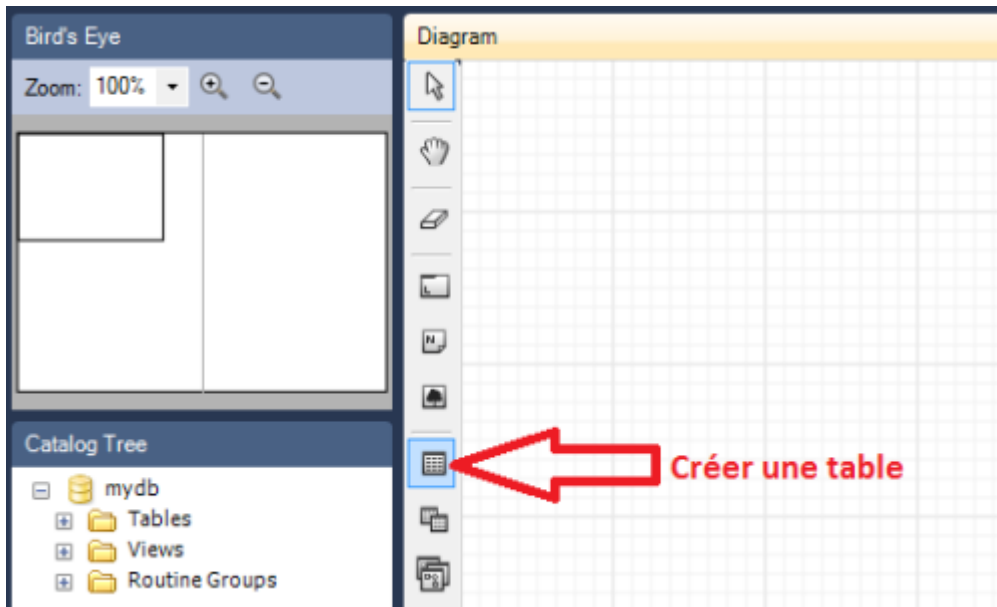 Bird's Eye
Zoom: 100%
Catalog Tree
mydb
Tables
Views
Routine Groups
Diagram
L
N
Créer une table